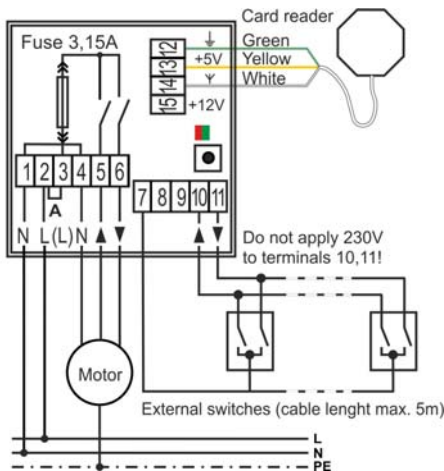 Card reader
Fuse 3,15A
12 Green
13 +5V Yellow
14 White
15 +12V
1 2 3 4 5 6
7 8 9 10 11
A
N L (L) N
Do not apply 230V
to terminals 10,11!
Motor
External switches (cable lenght max. 5m)
L
N
PE